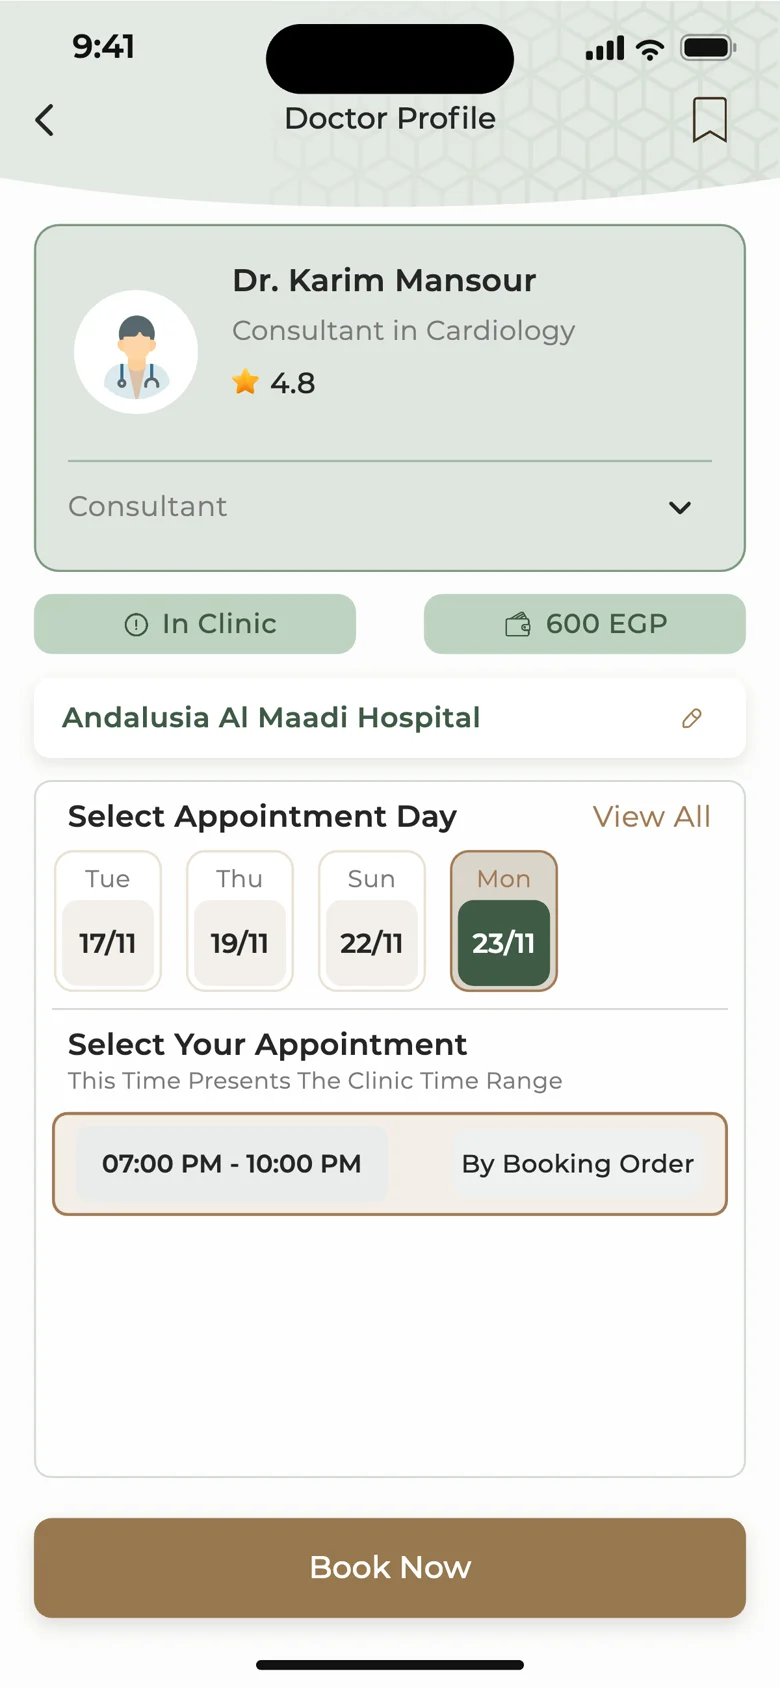 9:41
Doctor Profile
Dr. Karim Mansour
Consultant in Cardiology
4.8
Consultant
In Clinic
600 EGP
Andalusia Al Maadi Hospital
Select Appointment Day
View All
Tue
Thu
Sun
Mon
17/11
19/11
22/11
23/11
Select Your Appointment
This Time Presents The Clinic Time Range
07:00 PM - 10:00 PM
By Booking Order
Book Now